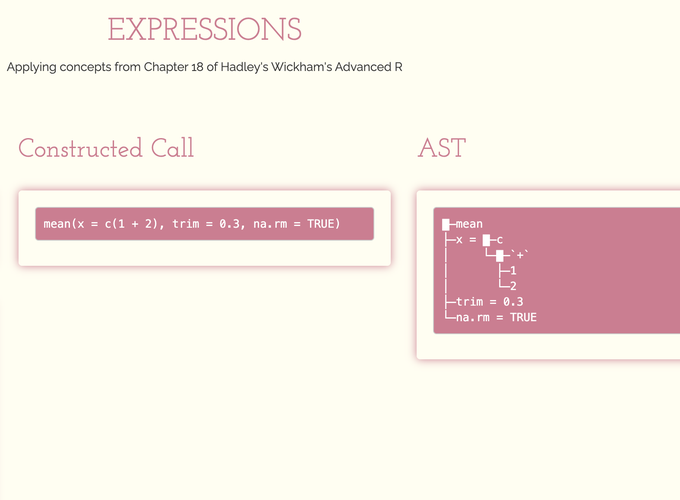 EXPRESSIONS
Applying concepts from Chapter 18 of Hadley's Wickham's Advanced R
Constructed Call
mean(x = c(1 + 2), trim = 0.3, na.rm = TRUE)
AST
█─mean
├─x = █─c
│     └─█─`+`
│       ├─1
│       └─2
├─trim = 0.3
└─na.rm = TRUE